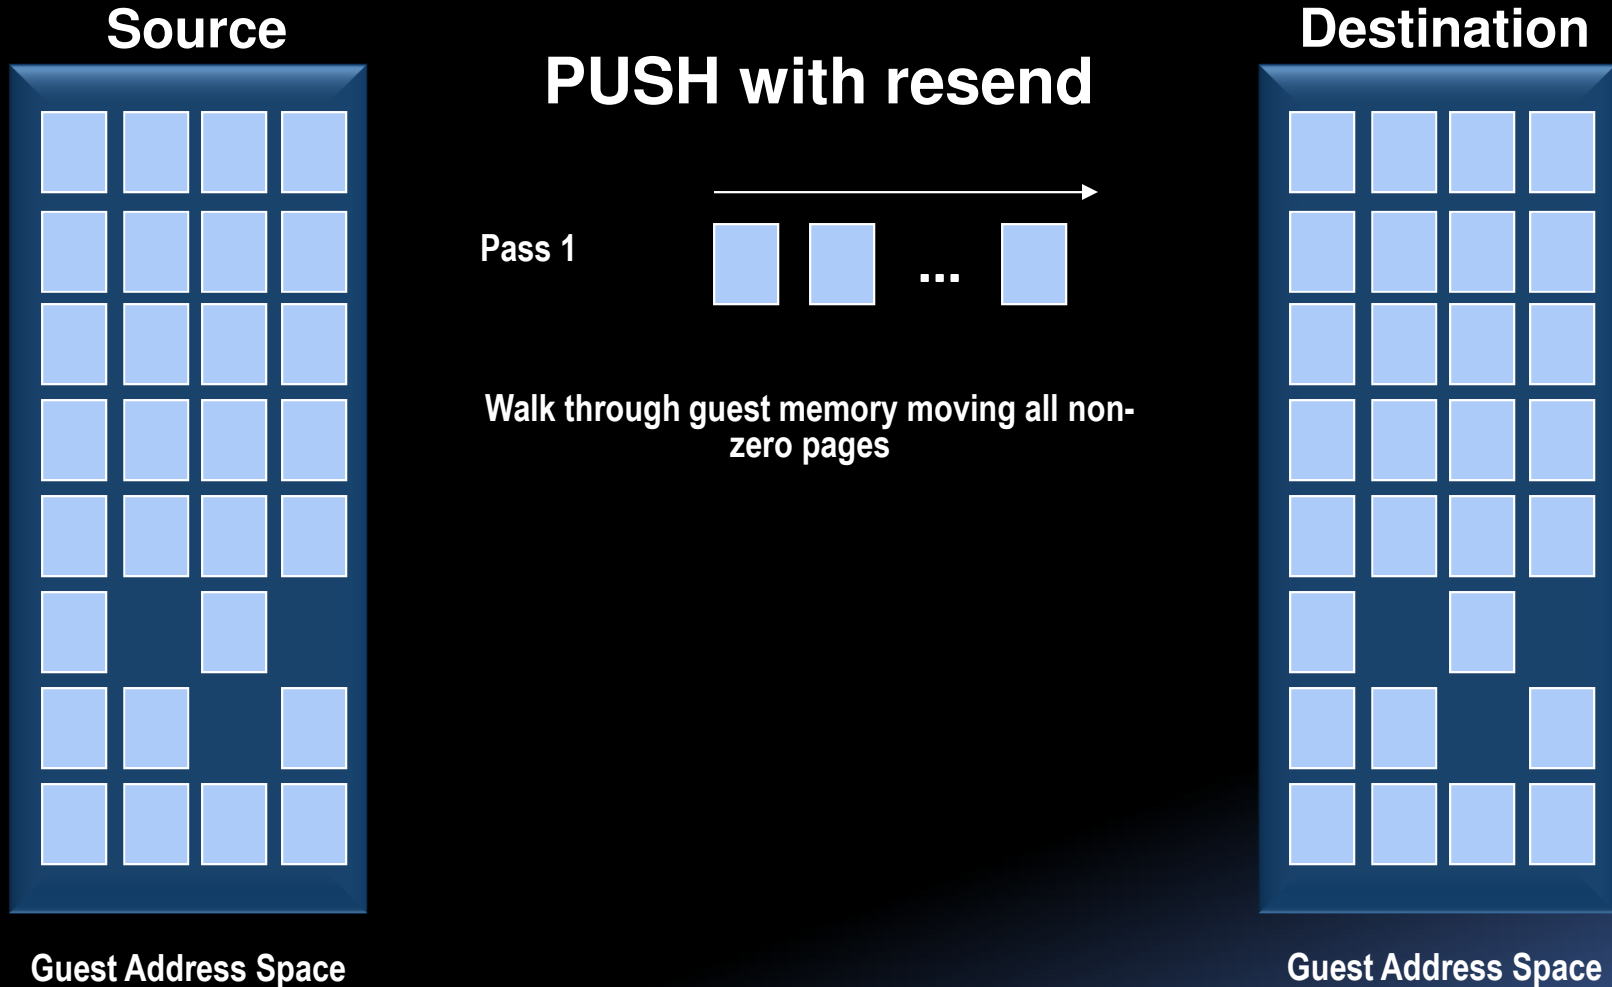 Source
Destination
PUSH with resend
Pass 1
...
Walk through guest memory moving all non-
zero pages
Guest Address Space
Guest Address Space